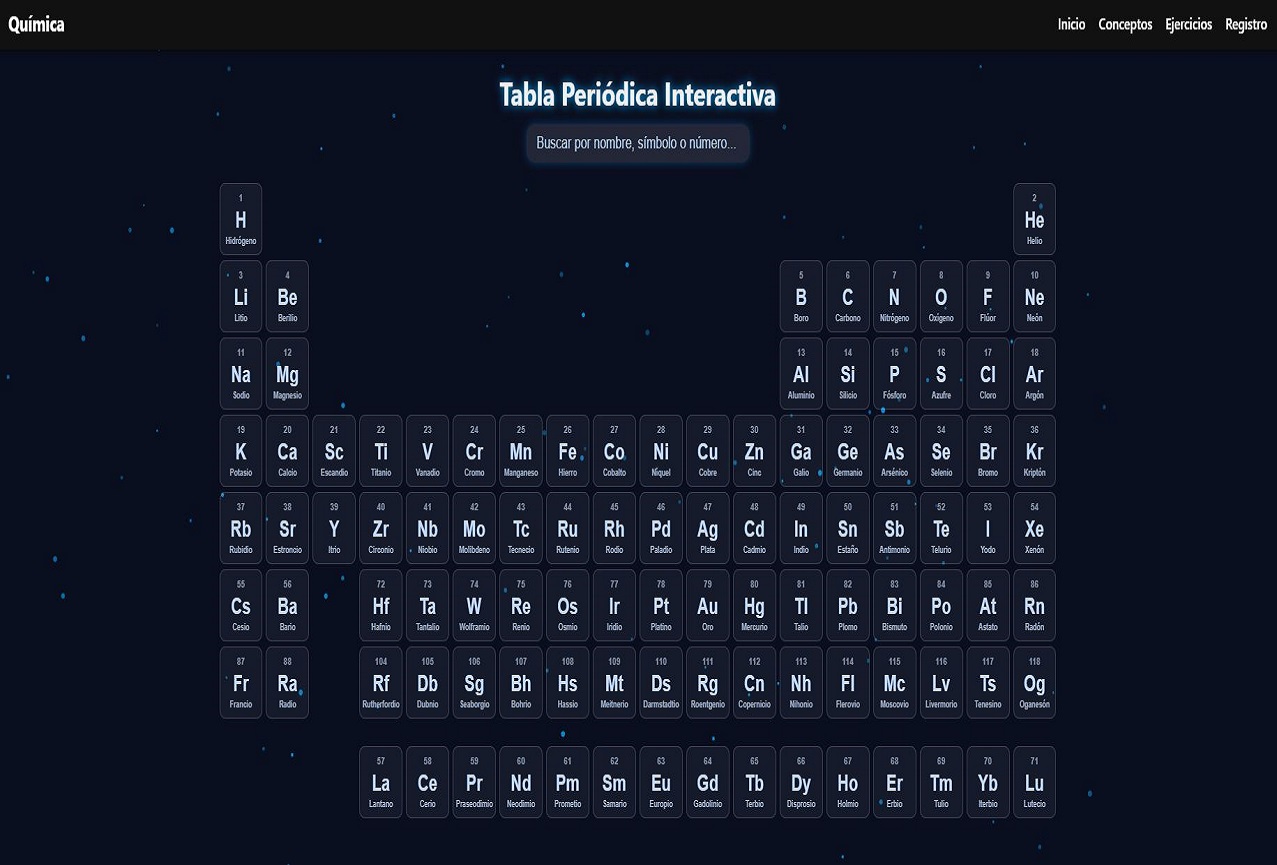 Química
Inicio Conceptos Ejercicios Registro
Tabla Periódica Interactiva
Buscar por nombre, símbolo o número...
1 2
H He
Hidrógeno Helio
3 4 5 6 7 8 9 10
Li Be B C N O F Ne
Litio Berilio Boro Carbono Nitrógeno Oxígeno Flúor Neón
11 12 13 14 15 16 17 18
Na Mg Al Si P S Cl Ar
Sodio Magnesio Aluminio Silicio Fósforo Azufre Cloro Argón
19 20 21 22 23 24 25 26 27 28 29 30 31 32 33 34 35 36
K Ca Sc Ti V Cr Mn Fe Co Ni Cu Zn Ga Ge As Se Br Kr
Potasio Calcio Escandio Titanio Vanadio Cromo Manganeso Hierro Cobalto Níquel Cobre Zinc Galio Germanio Arsénico Selenio Bromo Kriptón
37 38 39 40 41 42 43 44 45 46 47 48 49 50 51 52 53 54
Rb Sr Y Zr Nb Mo Tc Ru Rh Pd Ag Cd In Sn Sb Te I Xe
Rubidio Estroncio Itrio Circonio Niobio Molibdeno Tecnecio Rutenio Rodio Paladio Plata Cadmio Indio Estaño Antimonio Telurio Yodo Xenón
55 56 72 73 74 75 76 77 78 79 80 81 82 83 84 85 86
Cs Ba Hf Ta W Re Os Ir Pt Au Hg Tl Pb Bi Po At Rn
Cesio Bario Hafnio Tantalio Wolframio Renio Osmio Iridio Platino Oro Mercurio Talio Plomo Bismuto Polonio Astato Radón
87 88 104 105 106 107 108 109 110 111 112 113 114 115 116 117 118
Fr Ra Rf Db Sg Bh Hs Mt Ds Rg Cn Nh Fl Mc Lv Ts Og
Francio Radio Rutherfordio Dubnio Seaborgio Bohrio Hassio Meitnerio Darmstadtio Roentgenio Copernicio Nihonio Flerovio Moscovio Livermorio Tenesino Oganesón
57 58 59 60 61 62 63 64 65 66 67 68 69 70 71
La Ce Pr Nd Pm Sm Eu Gd Tb Dy Ho Er Tm Yb Lu
Lantano Cerio Praseodimio Neodimio Prometio Samario Europio Gadolinio Terbio Disprosio Holmio Erbio Tulio Iterbio Lutecio